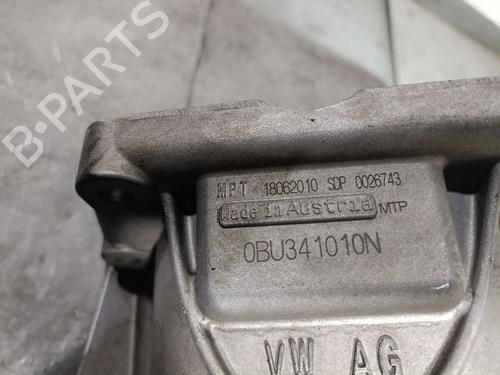 B-PARTS
MPT 18062010 SDP 0026743
Made in Austria MTP
0BU341010N
VW AG